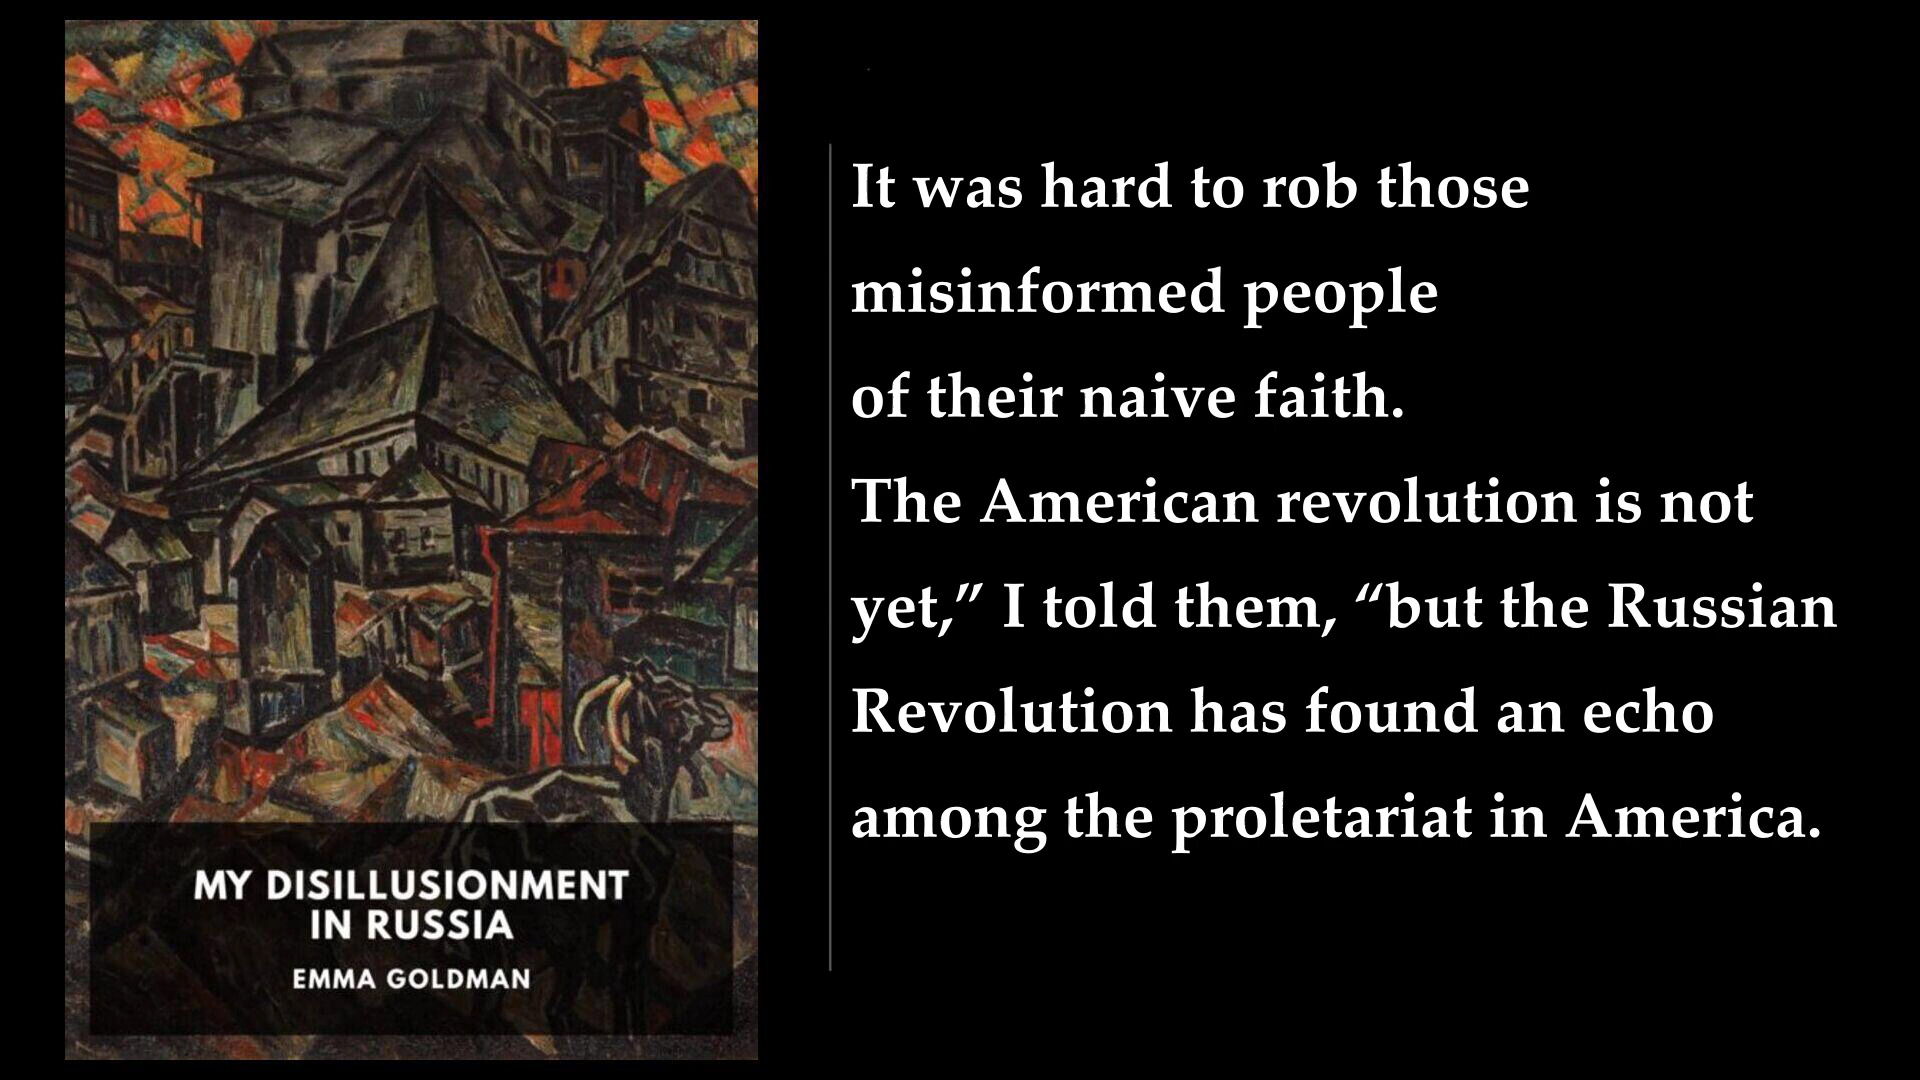 It was hard to rob those
misinformed people
of their naive faith.
The American revolution is not
yet,” I told them, “but the Russian
Revolution has found an echo
among the proletariat in America.
MY DISILLUSIONMENT
IN RUSSIA
EMMA GOLDMAN